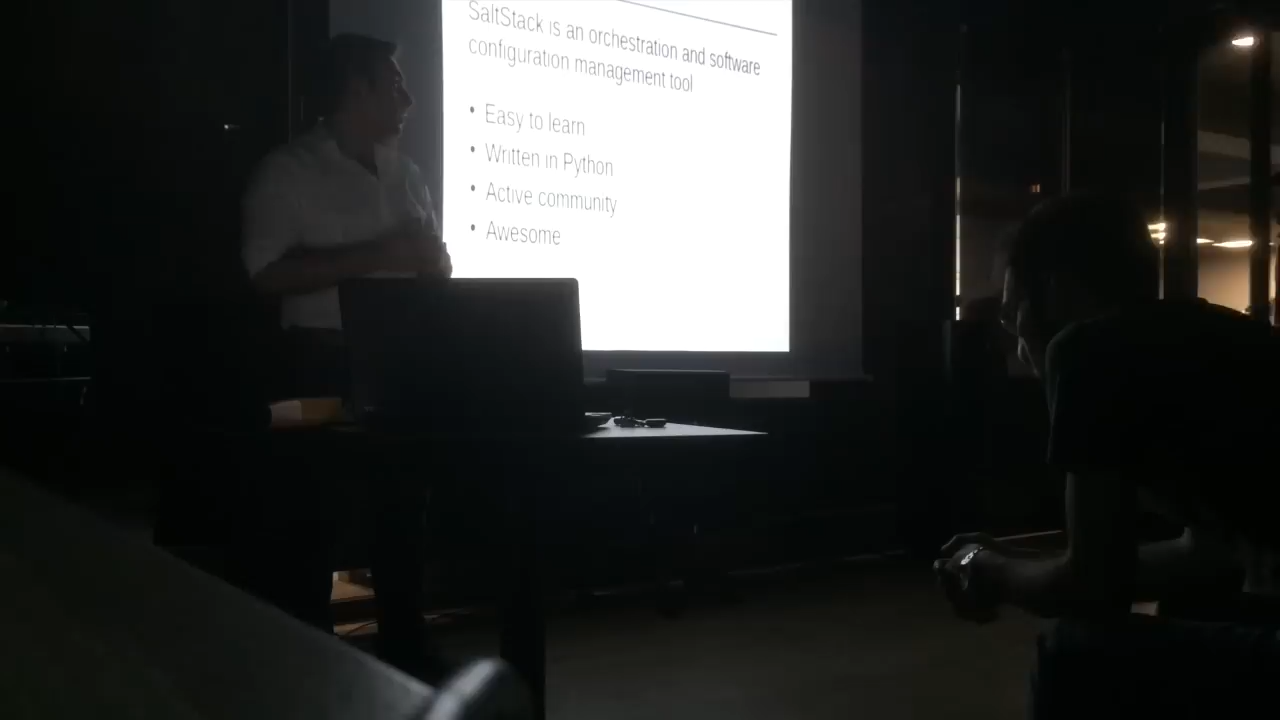 SaltStack is an orchestration and software
configuration management tool
• Easy to learn
• Written in Python
• Active community
• Awesome